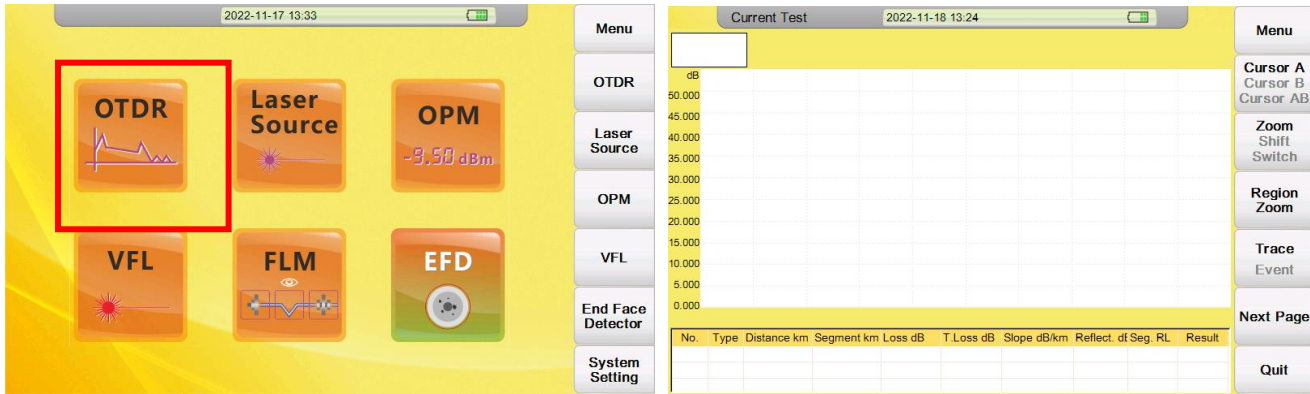 2022-11-17 13:33
OTDR
Laser
Source
OPM
-9.50 dBm
VFL
FLM
EFD
Menu
OTDR
Laser
Source
OPM
VFL
End Face
Detector
System
Setting
Current Test 2022-11-18 13:24
dB
50.000
45.000
40.000
35.000
30.000
25.000
20.000
15.000
10.000
5.000
0.000
No. Type Distance km Segment km Loss dB T.Loss dB Slope dB/km Reflect. dB Seg. RL Result
Menu
Cursor A
Cursor B
Cursor AB
Zoom
Shift
Switch
Region
Zoom
Trace
Event
Next Page
Quit